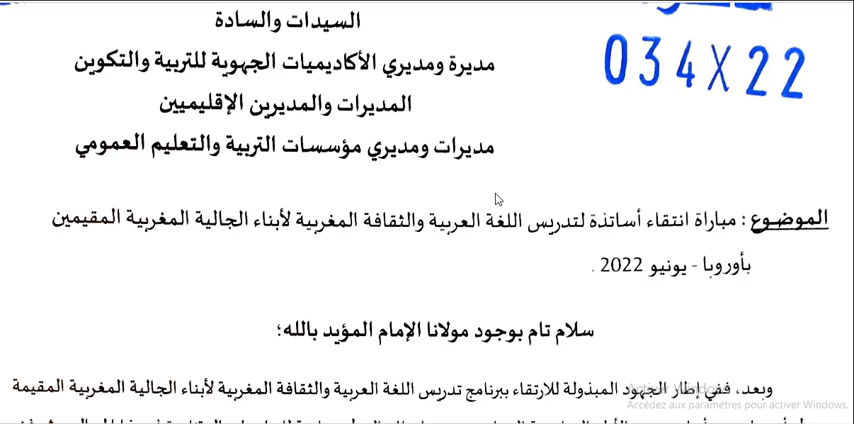 السيدات والسادة
مديرة ومديري الأكاديميات الجهوية للتربية والتكوين
المديرات والمديرين الإقليميين
مديرات ومديري مؤسسات التربية والتعليم العمومي
034X22
الموضوع : مباراة انتقاء أساتذة لتدريس اللغة العربية والثقافة المغربية لأبناء الجالية المغربية المقيمين
بأوروبا - يونيو 2022 .
سلام تام بوجود مولانا الإمام المؤيد بالله؛
وبعد، ففي إطار الجهود المبذولة للارتقاء ببرنامج تدريس اللغة العربية والثقافة المغربية لأبناء الجالية المغربية المقيمة
Activer Windows
Accédez aux paramètres pour activer Windows.